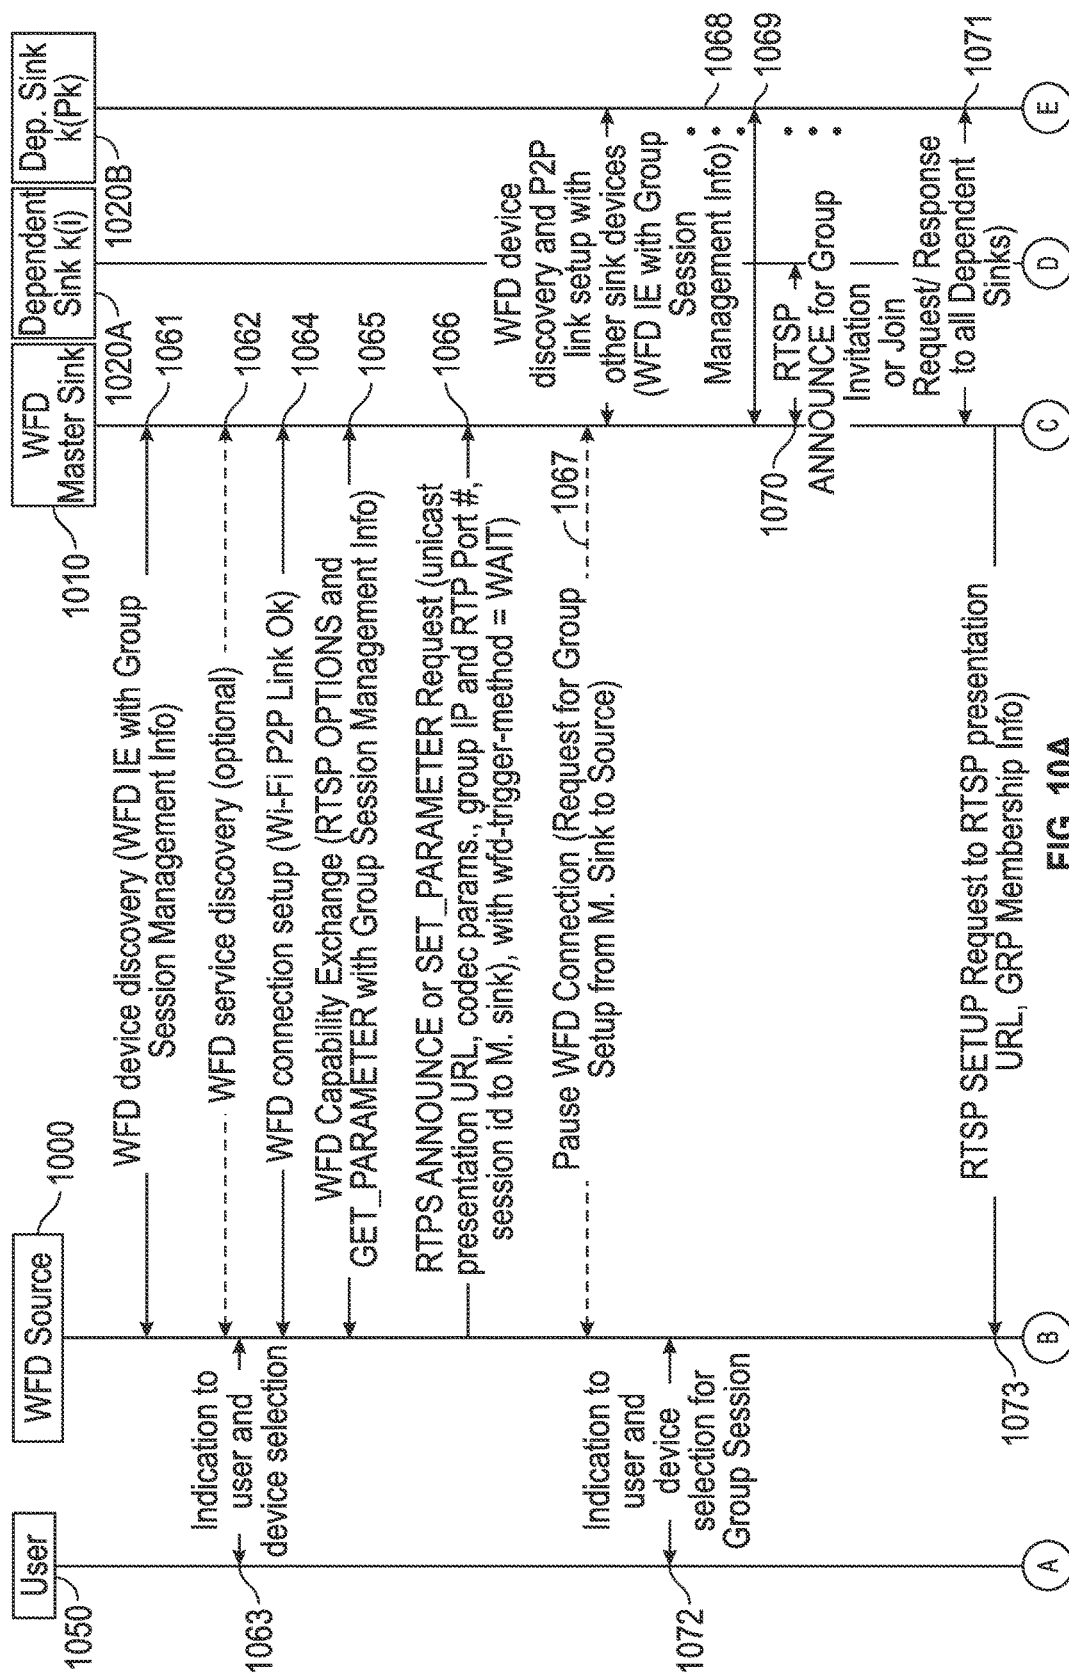 User
1050
WFD Source
1000
WFD
Master Sink
1010
Dependent
Sink k(i)
1020A
Dep. Sink
k(Pk)
1020B
WFD device discovery (WFD IE with Group
Session Management Info)
1061
WFD service discovery (optional)
1062
Indication to
user and
device selection
1063
WFD connection setup (Wi-Fi P2P Link Ok)
1064
WFD Capability Exchange (RTSP OPTIONS and
GET_PARAMETER with Group Session Management Info)
1065
RTPS ANNOUNCE or SET_PARAMETER Request (unicast
presentation URL, codec params., group IP and RTP Port #,
session id to M. sink), with wfd-trigger-method = WAIT)
1066
Pause WFD Connection (Request for Group
Setup from M. Sink to Source)
1067
WFD device
discovery and P2P
link setup with
other sink devices
(WFD IE with Group
Session
Management Info)
1068
1069
Indication to
user and
device
selection for
Group Session
1072
1070
RTSP
ANNOUNCE for Group
Invitation
or Join
Request/ Response
to all Dependent
Sinks)
1071
RTSP SETUP Request to RTSP presentation
URL, GRP Membership Info)
1073
A
B
C
D
E
FIG. 10A